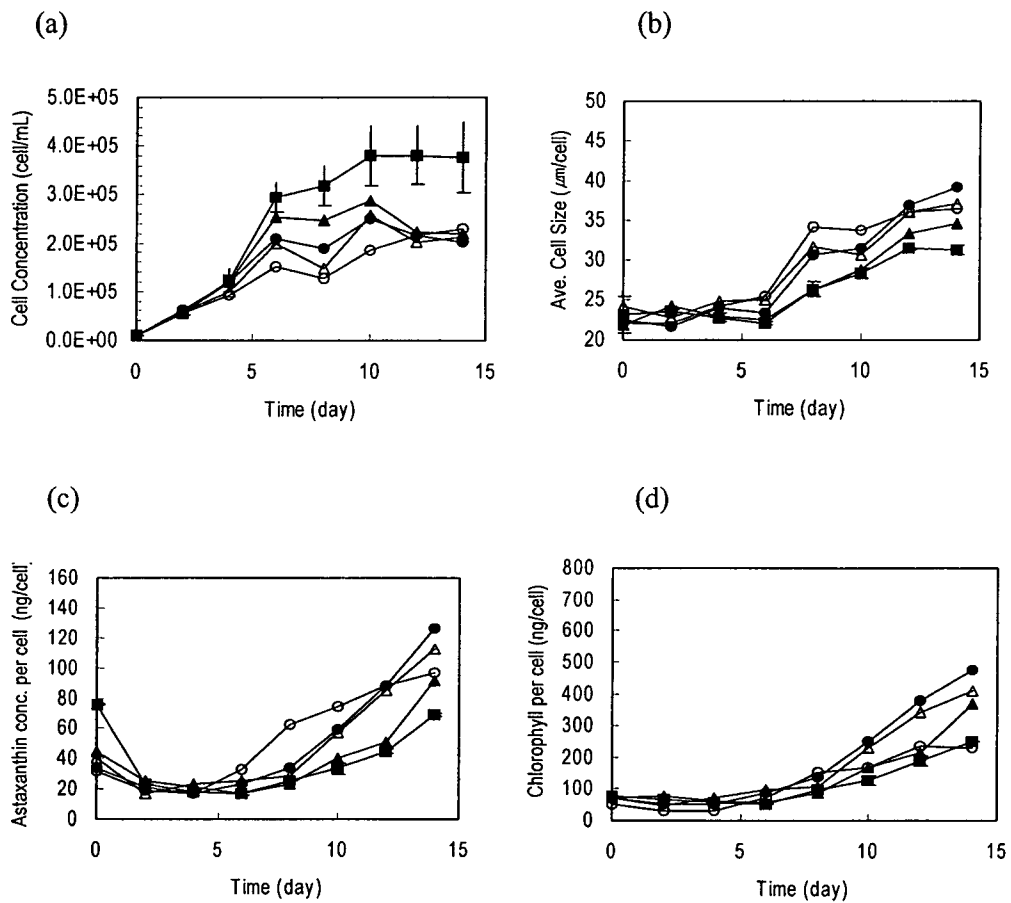 (a)
(b)
5.0E+05
4.0E+05
3.0E+05
2.0E+05
1.0E+05
0.0E+00
Cell Concentration (cell/mL)
0 5 10 15
Time (day)
50
45
40
35
30
25
20
Ave. Cell Size (μm/cell)
0 5 10 15
Time (day)
(c)
(d)
160
140
120
100
80
60
40
20
0
Astaxanthin conc. per cell (ng/cell)
0 5 10 15
Time (day)
800
700
600
500
400
300
200
100
0
Chlorophyll per cell (ng/cell)
0 5 10 15
Time (day)